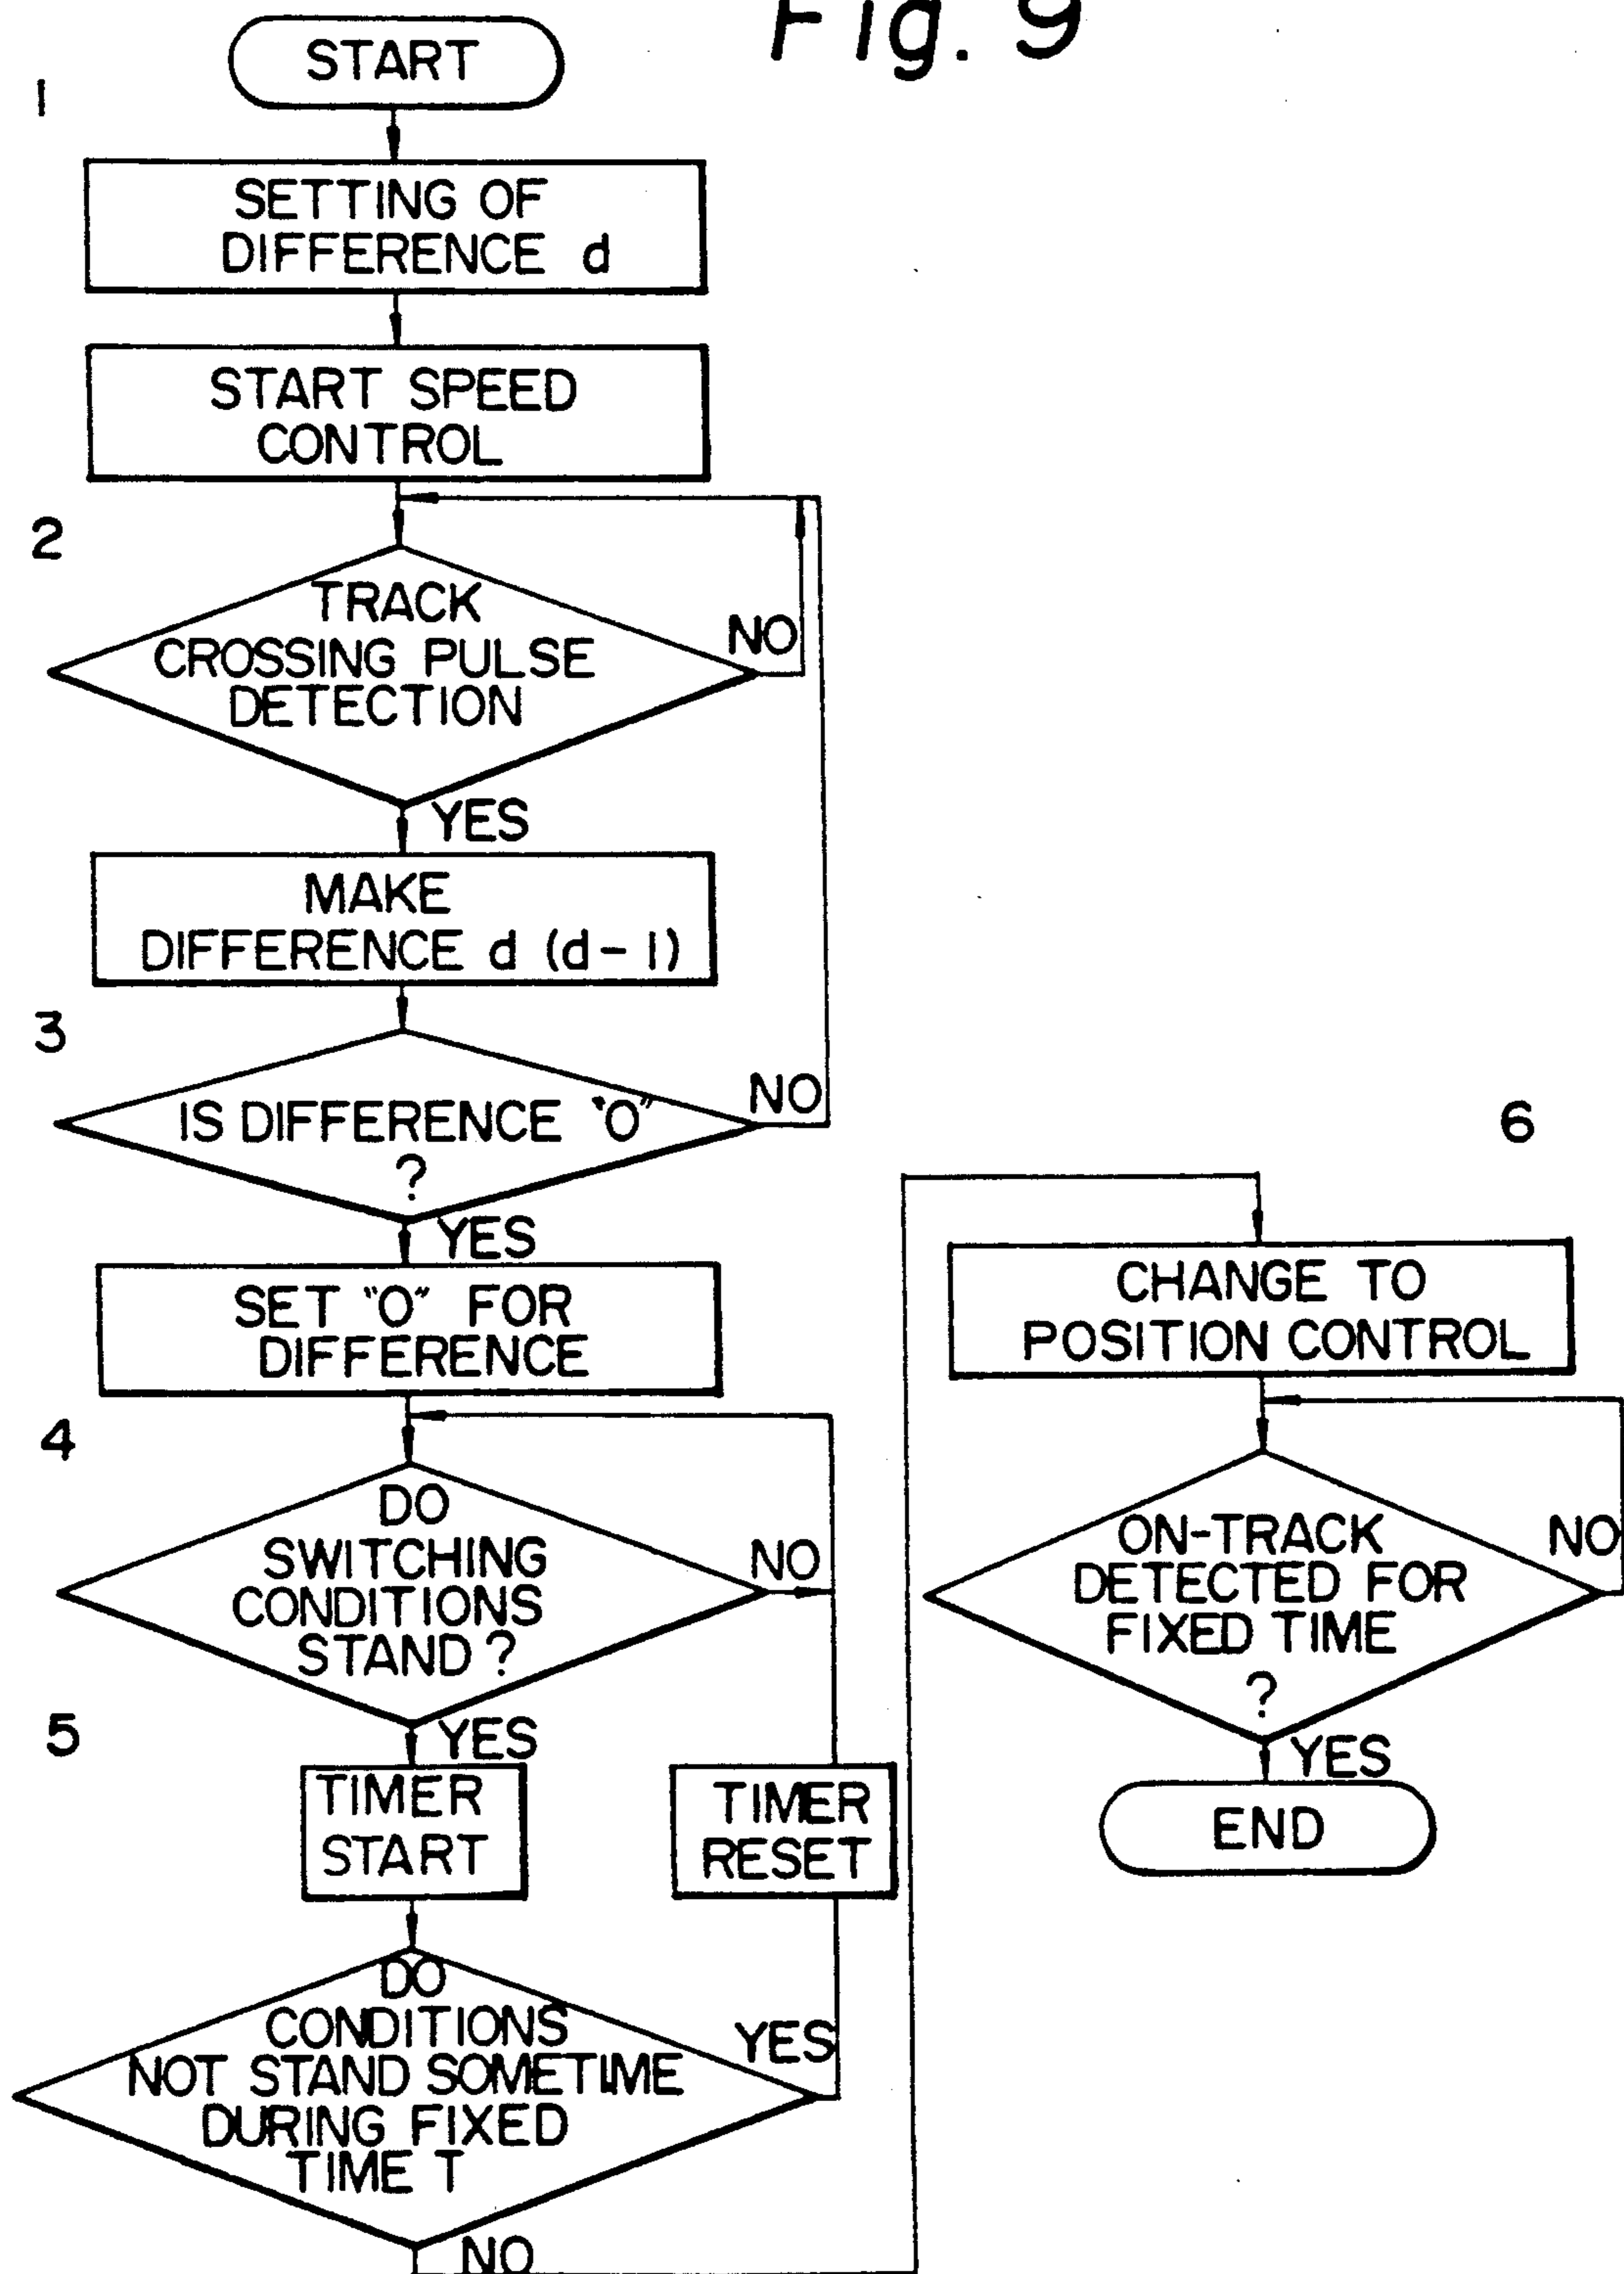 Fig. 9
1
START
SETTING OF
DIFFERENCE d
START SPEED
CONTROL
2
TRACK
CROSSING PULSE
DETECTION
NO
YES
MAKE
DIFFERENCE d (d-1)
3
IS DIFFERENCE "0"
?
NO
YES
SET "0" FOR
DIFFERENCE
4
DO
SWITCHING
CONDITIONS
STAND?
NO
5
YES
TIMER
START
TIMER
RESET
DO
CONDITIONS
NOT STAND SOMETIME
DURING FIXED
TIME T
YES
NO
6
CHANGE TO
POSITION CONTROL
ON-TRACK
DETECTED FOR
FIXED TIME
?
NO
YES
END